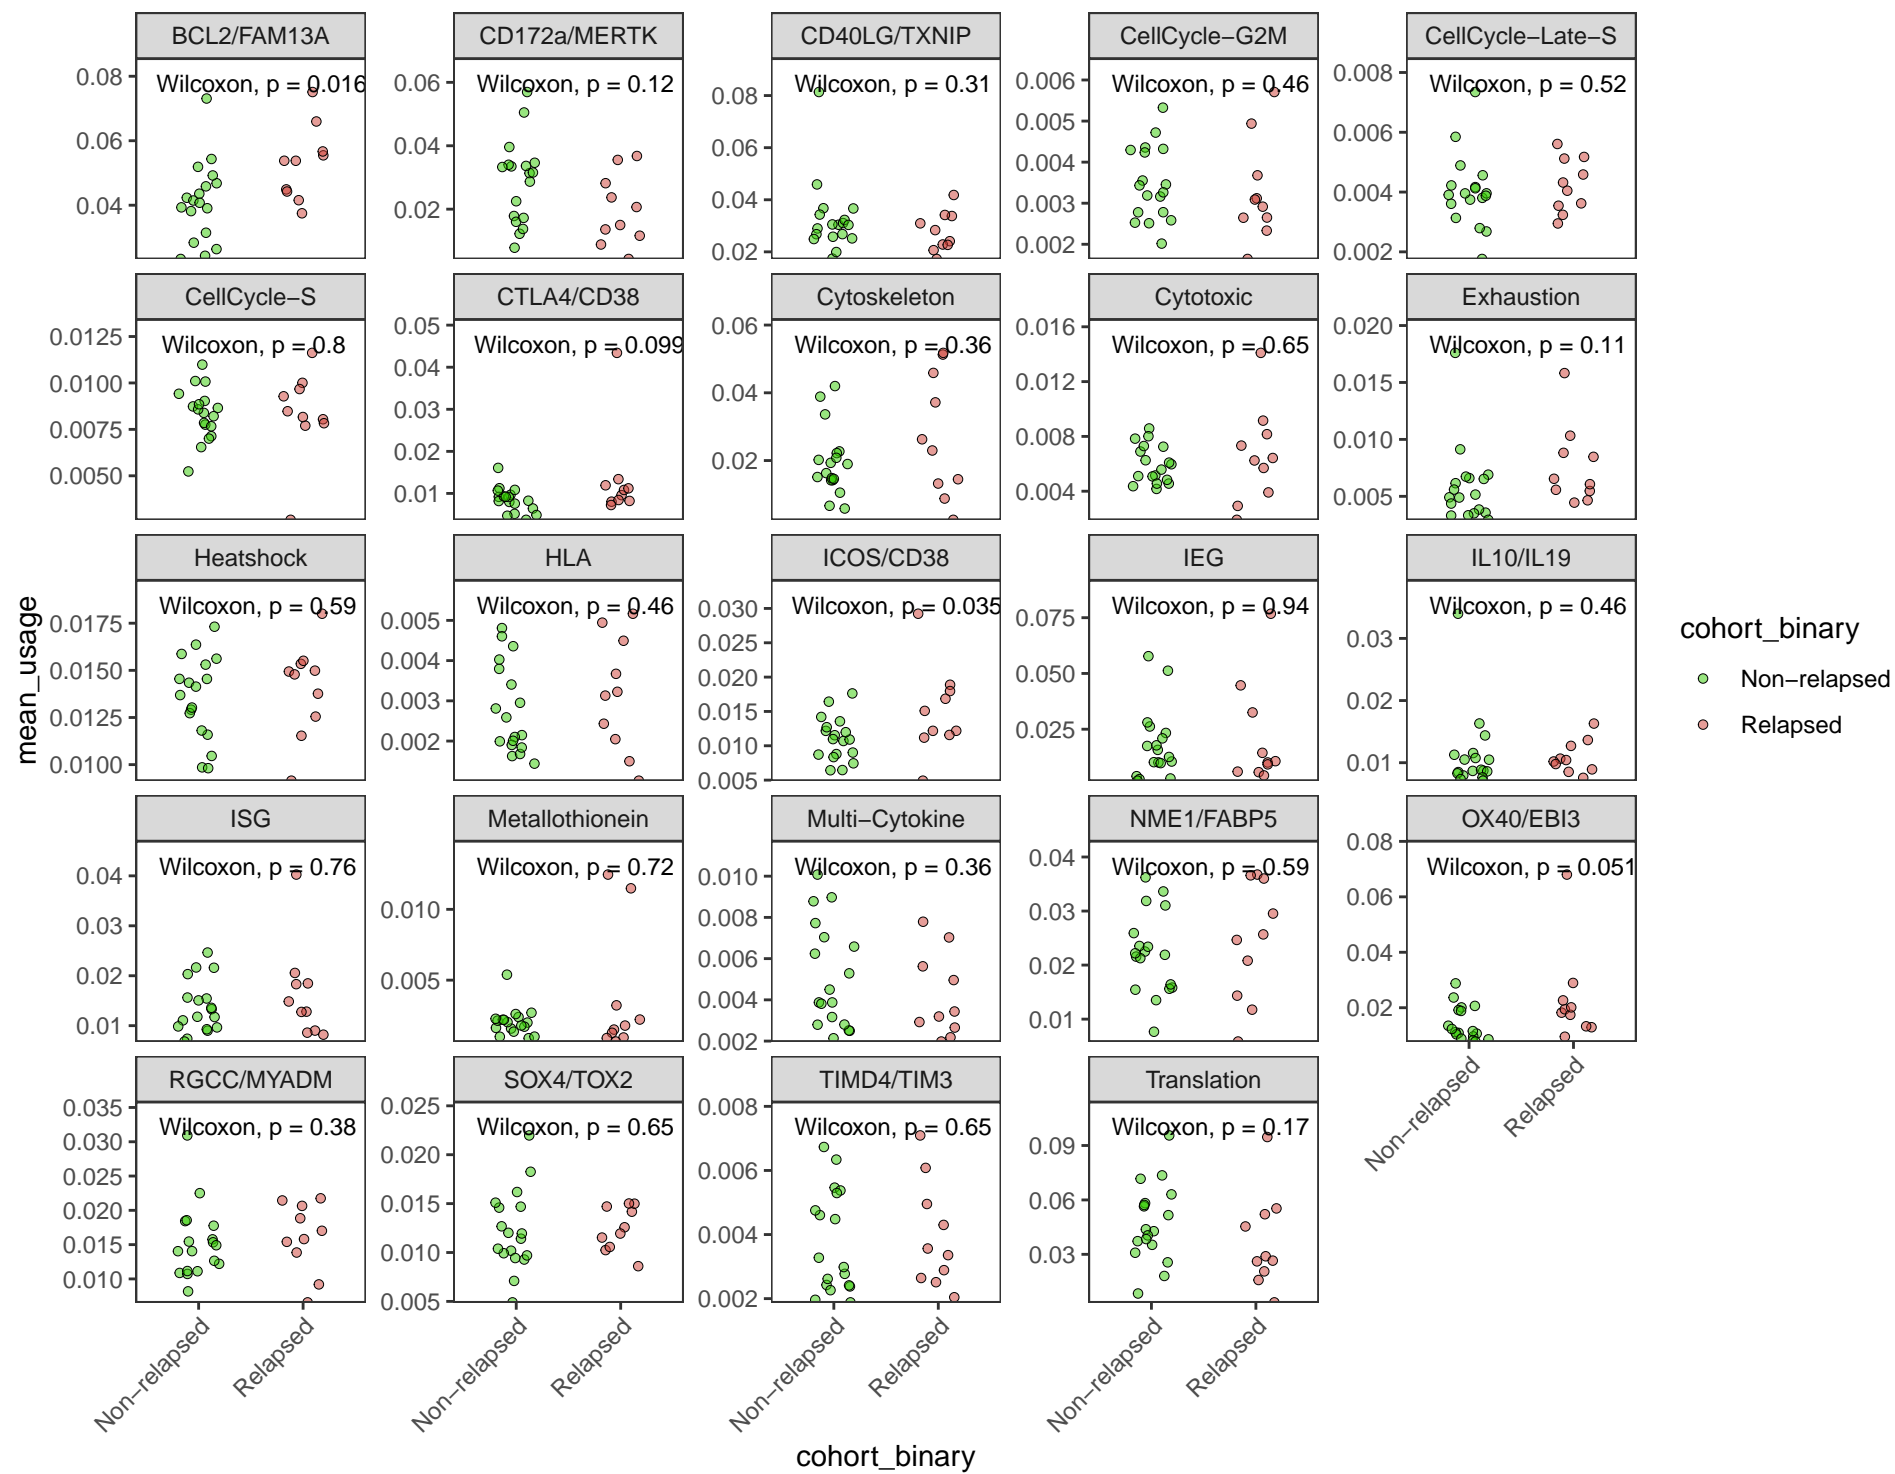 BCL2/FAM13A
CD172a/MERTK
CD40LG/TXNIP
CellCycle−G2M
CellCycle−Late−S
Wilcoxon, p = 0.016
Wilcoxon, p = 0.12
Wilcoxon, p = 0.31
Wilcoxon, p = 0.46
Wilcoxon, p = 0.52
0.08
0.06
0.04
0.06
0.04
0.02
0.08
0.06
0.04
0.02
0.006
0.005
0.004
0.003
0.002
0.008
0.006
0.004
0.002
CellCycle−S
CTLA4/CD38
Cytoskeleton
Cytotoxic
Exhaustion
Wilcoxon, p = 0.8
Wilcoxon, p = 0.099
Wilcoxon, p = 0.36
Wilcoxon, p = 0.65
Wilcoxon, p = 0.11
0.0125
0.0100
0.0075
0.0050
0.05
0.04
0.03
0.02
0.01
0.06
0.04
0.02
0.016
0.012
0.008
0.004
0.020
0.015
0.010
0.005
Heatshock
HLA
ICOS/CD38
IEG
IL10/IL19
Wilcoxon, p = 0.59
Wilcoxon, p = 0.46
Wilcoxon, p = 0.035
Wilcoxon, p = 0.94
Wilcoxon, p = 0.46
0.0175
0.0150
0.0125
0.0100
0.005
0.004
0.003
0.002
0.030
0.025
0.020
0.015
0.010
0.005
0.075
0.050
0.025
0.03
0.02
0.01
ISG
Metallothionein
Multi−Cytokine
NME1/FABP5
OX40/EBI3
Wilcoxon, p = 0.76
Wilcoxon, p = 0.72
Wilcoxon, p = 0.36
Wilcoxon, p = 0.59
Wilcoxon, p = 0.051
0.04
0.03
0.02
0.01
0.010
0.005
0.010
0.008
0.006
0.004
0.002
0.04
0.03
0.02
0.01
0.08
0.06
0.04
0.02
Non−relapsed
Relapsed
RGCC/MYADM
SOX4/TOX2
TIMD4/TIM3
Translation
Wilcoxon, p = 0.38
Wilcoxon, p = 0.65
Wilcoxon, p = 0.65
Wilcoxon, p = 0.17
0.035
0.030
0.025
0.020
0.015
0.010
0.025
0.020
0.015
0.010
0.005
0.008
0.006
0.004
0.002
0.09
0.06
0.03
Non−relapsed
Relapsed
Non−relapsed
Relapsed
Non−relapsed
Relapsed
Non−relapsed
Relapsed
cohort_binary
mean_usage
cohort_binary
Non−relapsed
Relapsed